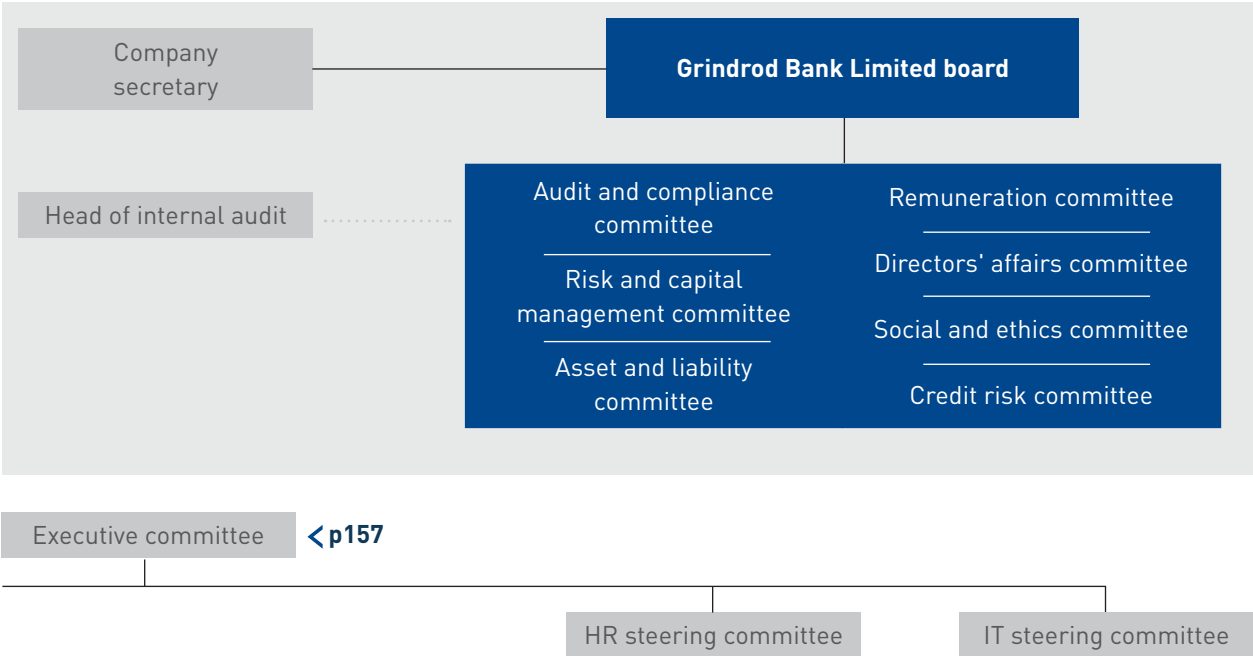 Company
secretary
Grindrod Bank Limited board
Head of internal audit
Audit and compliance
committee
Risk and capital
management committee
Asset and liability
committee
Remuneration committee
Directors' affairs committee
Social and ethics committee
Credit risk committee
Executive committee
p157
HR steering committee
IT steering committee